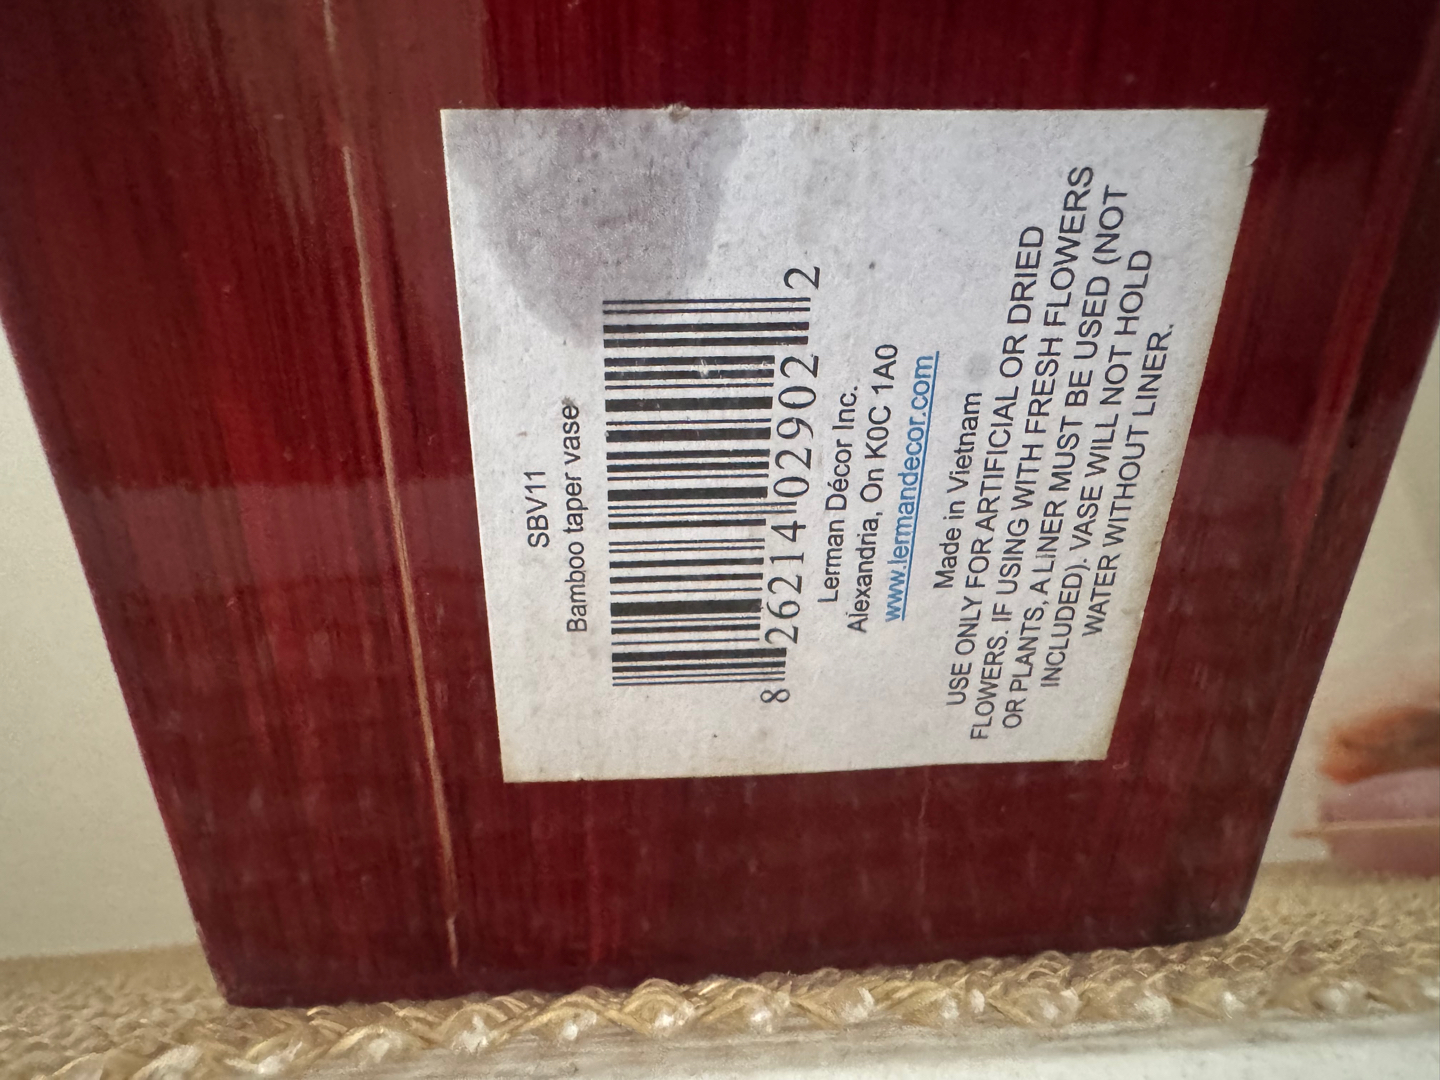 SBV11
Bamboo taper vase
8 26214 02902 2
Lerman Décor Inc.
Alexandria, On K0C 1A0
www.lermandecor.com
Made in Vietnam
USE ONLY FOR ARTIFICIAL OR DRIED
FLOWERS. IF USING WITH FRESH FLOWERS
OR PLANTS, A LINER MUST BE USED (NOT
INCLUDED). VASE WILL NOT HOLD
WATER WITHOUT LINER.